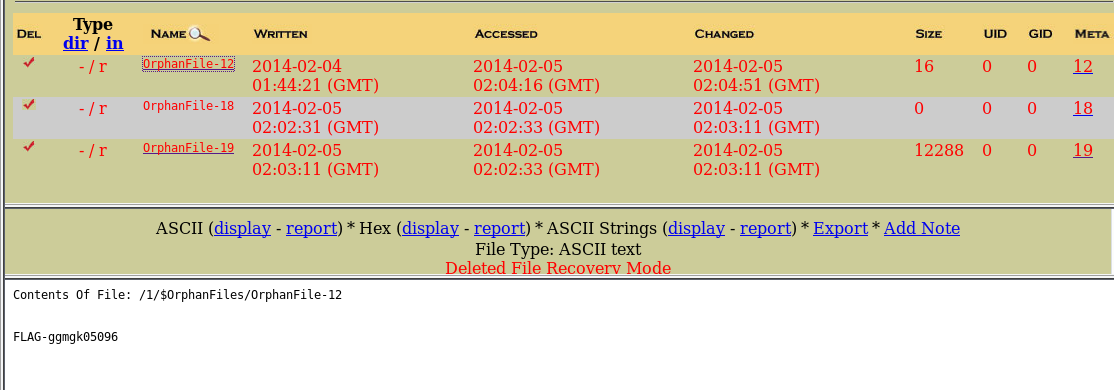 DEL Type dir / in NAME WRITTEN ACCESSED CHANGED SIZE UID GID META
- / r OrphanFile-12 2014-02-04 01:44:21 (GMT) 2014-02-05 02:04:16 (GMT) 2014-02-05 02:04:51 (GMT) 16 0 0 12
- / r OrphanFile-18 2014-02-05 02:02:31 (GMT) 2014-02-05 02:02:33 (GMT) 2014-02-05 02:03:11 (GMT) 0 0 0 18
- / r OrphanFile-19 2014-02-05 02:03:11 (GMT) 2014-02-05 02:02:33 (GMT) 2014-02-05 02:03:11 (GMT) 12288 0 0 19
ASCII (display - report) * Hex (display - report) * ASCII Strings (display - report) * Export * Add Note
File Type: ASCII text
Deleted File Recovery Mode
Contents Of File: /1/$OrphanFiles/OrphanFile-12
FLAG-ggmgk05096